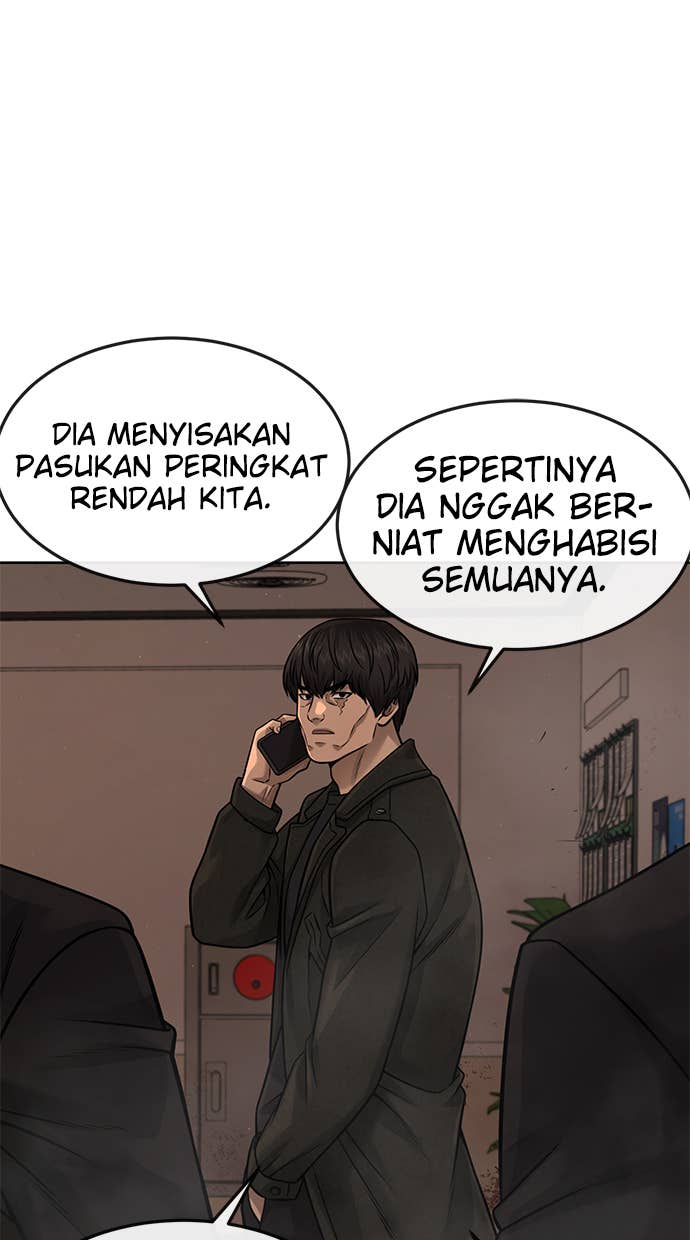 DIA MENYISAKAN
PASUKAN PERINGKAT
RENDAH KITA.
SEPERTINYA
DIA NGGAK BER-
NIAT MENGHABISI
SEMUANYA.